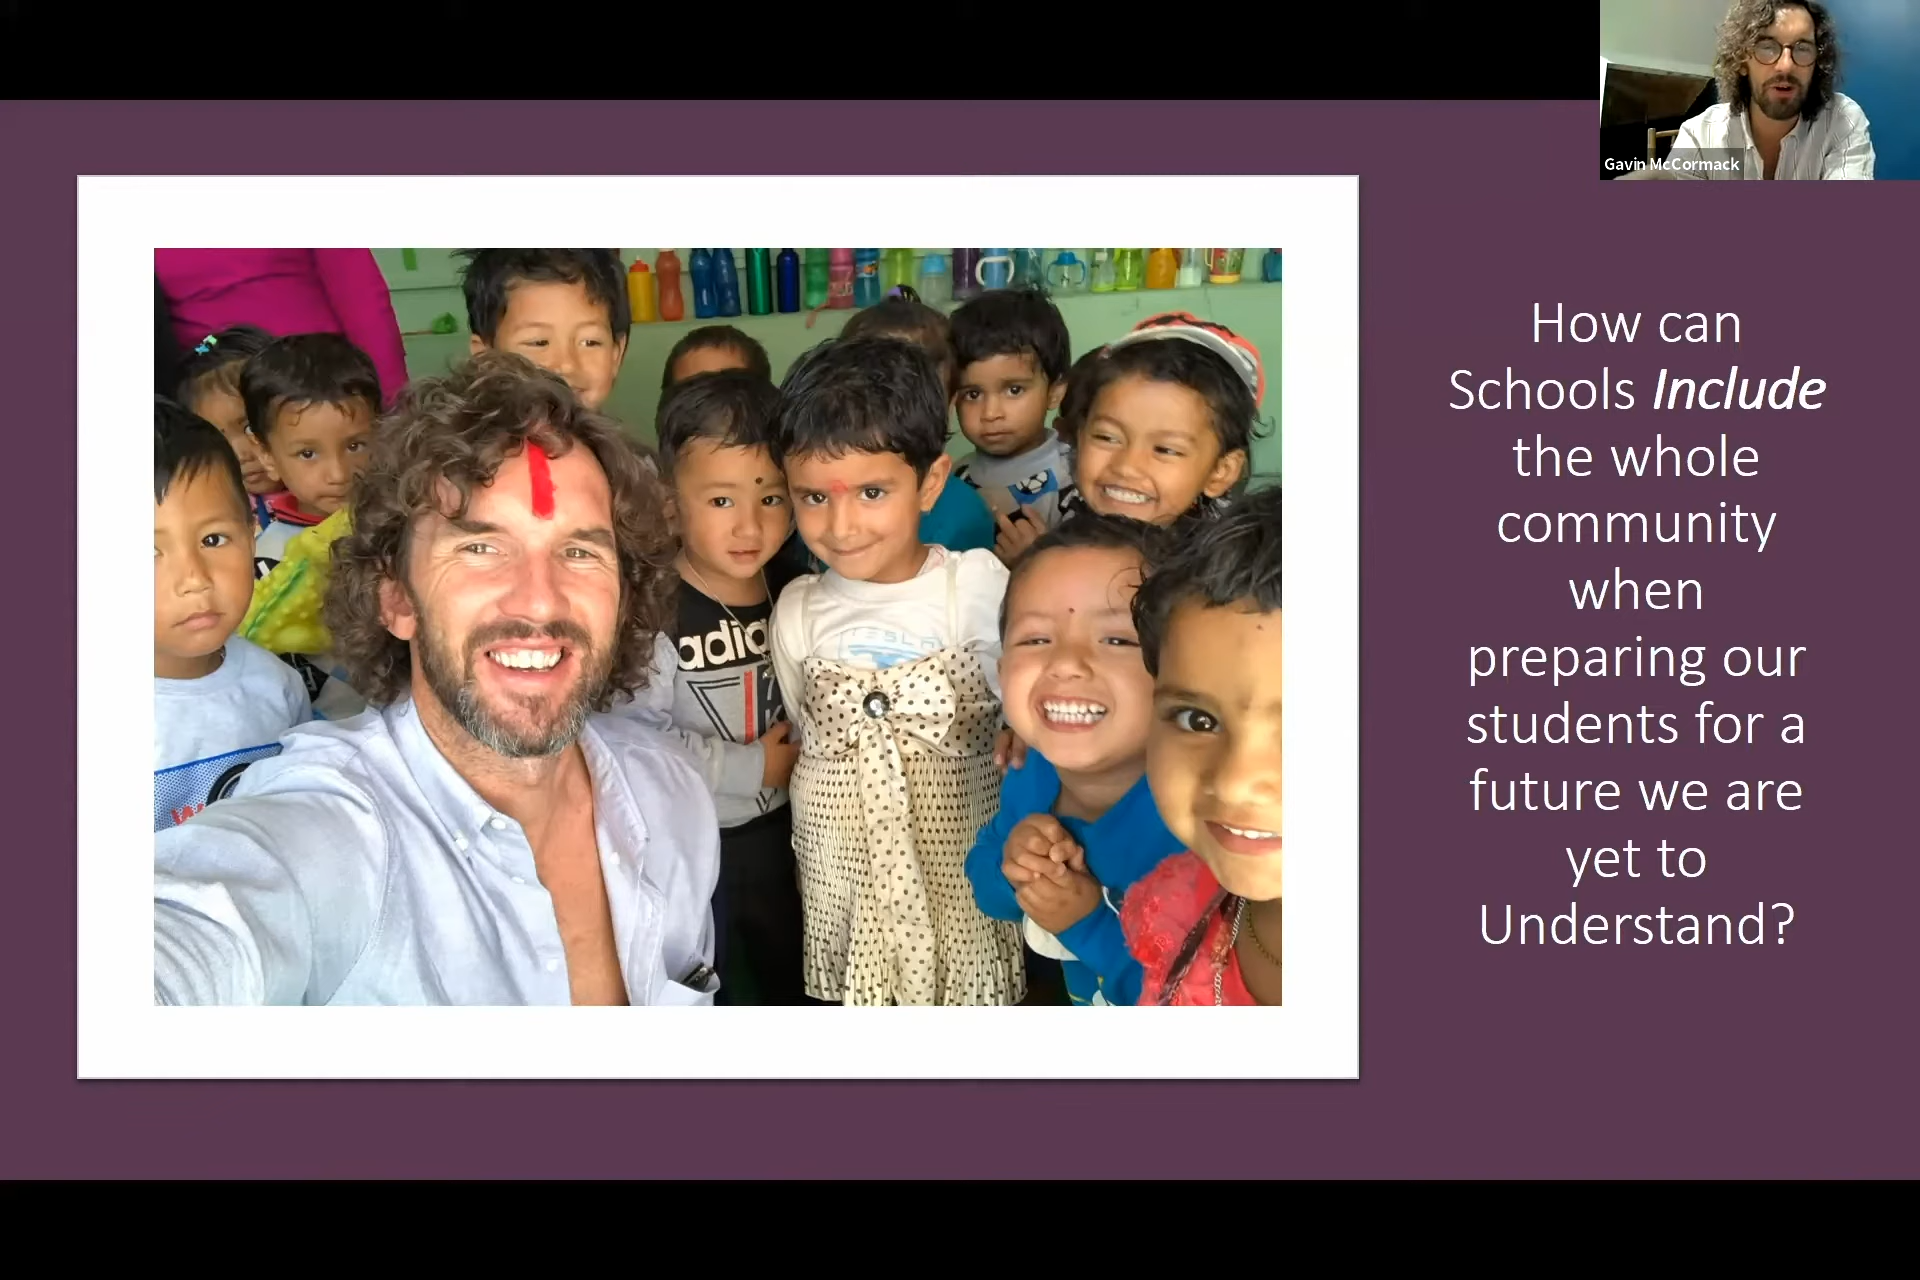 Gavin McCormack
How can
Schools Include
the whole
community
when
preparing our
students for a
future we are
yet to
Understand?
adid